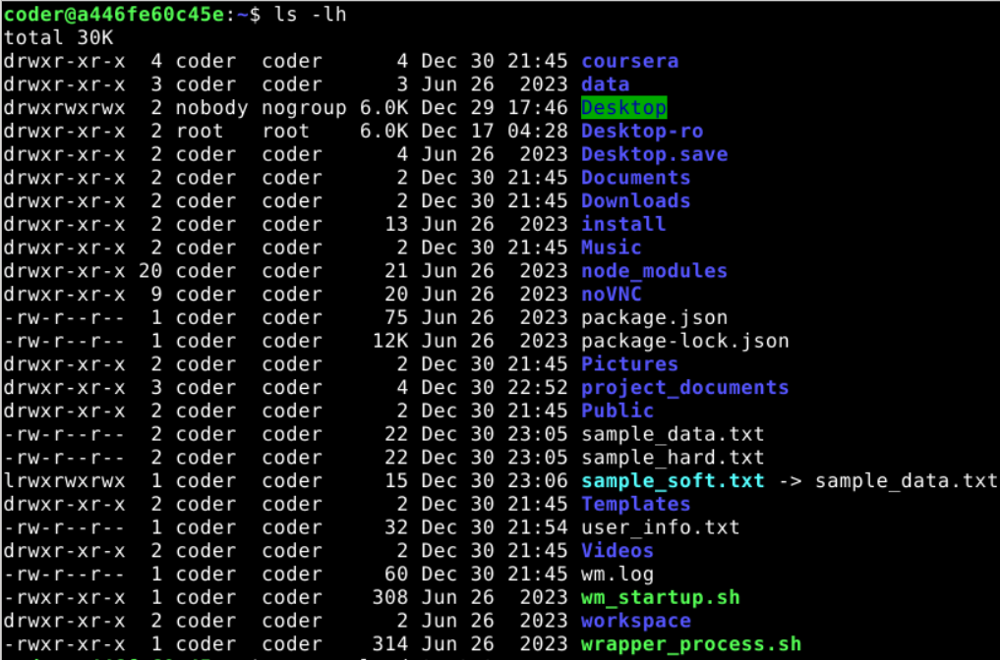 coder@a446fe60c45e:~$ ls -lh
total 30K
drwxr-xr-x  4 coder  coder      4 Dec 30 21:45 coursera
drwxr-xr-x  3 coder  coder      3 Jun 26  2023 data
drwxrwxrwx  2 nobody nogroup 6.0K Dec 29 17:46 Desktop
drwxr-xr-x  2 root   root    6.0K Dec 17 04:28 Desktop-ro
drwxr-xr-x  2 coder  coder      4 Jun 26  2023 Desktop.save
drwxr-xr-x  2 coder  coder      2 Dec 30 21:45 Documents
drwxr-xr-x  2 coder  coder      2 Dec 30 21:45 Downloads
drwxr-xr-x  2 coder  coder     13 Jun 26  2023 install
drwxr-xr-x  2 coder  coder      2 Dec 30 21:45 Music
drwxr-xr-x 20 coder  coder     21 Jun 26  2023 node_modules
drwxr-xr-x  9 coder  coder     20 Jun 26  2023 noVNC
-rw-r--r--  1 coder  coder     75 Jun 26  2023 package.json
-rw-r--r--  1 coder  coder    12K Jun 26  2023 package-lock.json
drwxr-xr-x  2 coder  coder      2 Dec 30 21:45 Pictures
drwxr-xr-x  3 coder  coder      4 Dec 30 22:52 project_documents
drwxr-xr-x  2 coder  coder      2 Dec 30 21:45 Public
-rw-r--r--  2 coder  coder     22 Dec 30 23:05 sample_data.txt
-rw-r--r--  2 coder  coder     22 Dec 30 23:05 sample_hard.txt
lrwxrwxrwx  1 coder  coder     15 Dec 30 23:06 sample_soft.txt -> sample_data.txt
drwxr-xr-x  2 coder  coder      2 Dec 30 21:45 Templates
-rw-r--r--  1 coder  coder     32 Dec 30 21:54 user_info.txt
drwxr-xr-x  2 coder  coder      2 Dec 30 21:45 Videos
-rw-r--r--  1 coder  coder     60 Dec 30 21:45 wm.log
-rwxr-xr-x  1 coder  coder    308 Jun 26  2023 wm_startup.sh
drwxr-xr-x  2 coder  coder      2 Jun 26  2023 workspace
-rwxr-xr-x  1 coder  coder    314 Jun 26  2023 wrapper_process.sh